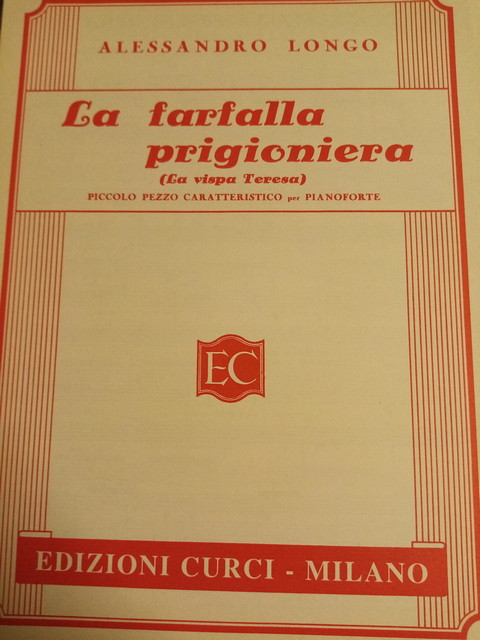 ALESSANDRO LONGO
La farfalla
prigioniera
(La vispa Teresa)
PICCOLO PEZZO CARATTERISTICO per PIANOFORTE
EC
EDIZIONI CURCI - MILANO